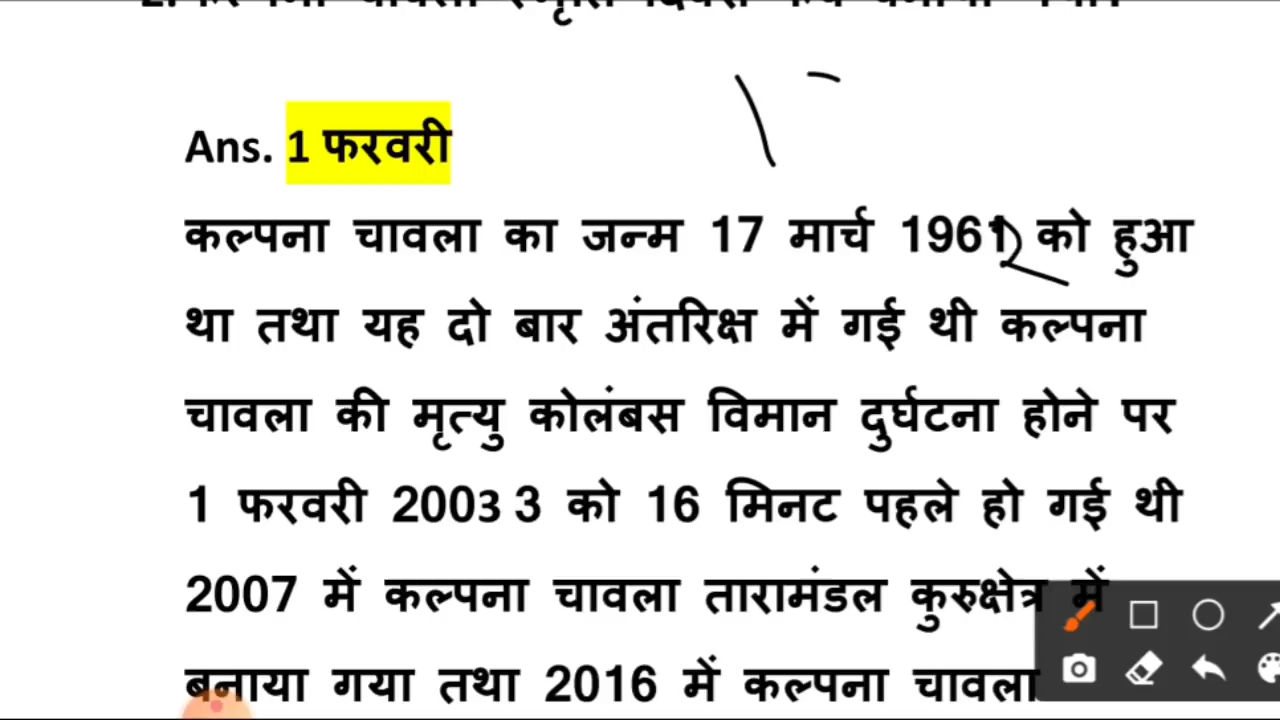 Ans. 1 फरवरी
कल्पना चावला का जन्म 17 मार्च 1961 को हुआ
था तथा यह दो बार अंतरिक्ष में गई थी कल्पना
चावला की मृत्यु कोलंबस विमान दुर्घटना होने पर
1 फरवरी 2003 3 को 16 मिनट पहले हो गई थी
2007 में कल्पना चावला तारामंडल कुरुक्षेत्र में
बनाया गया तथा 2016 में कल्पना चावला